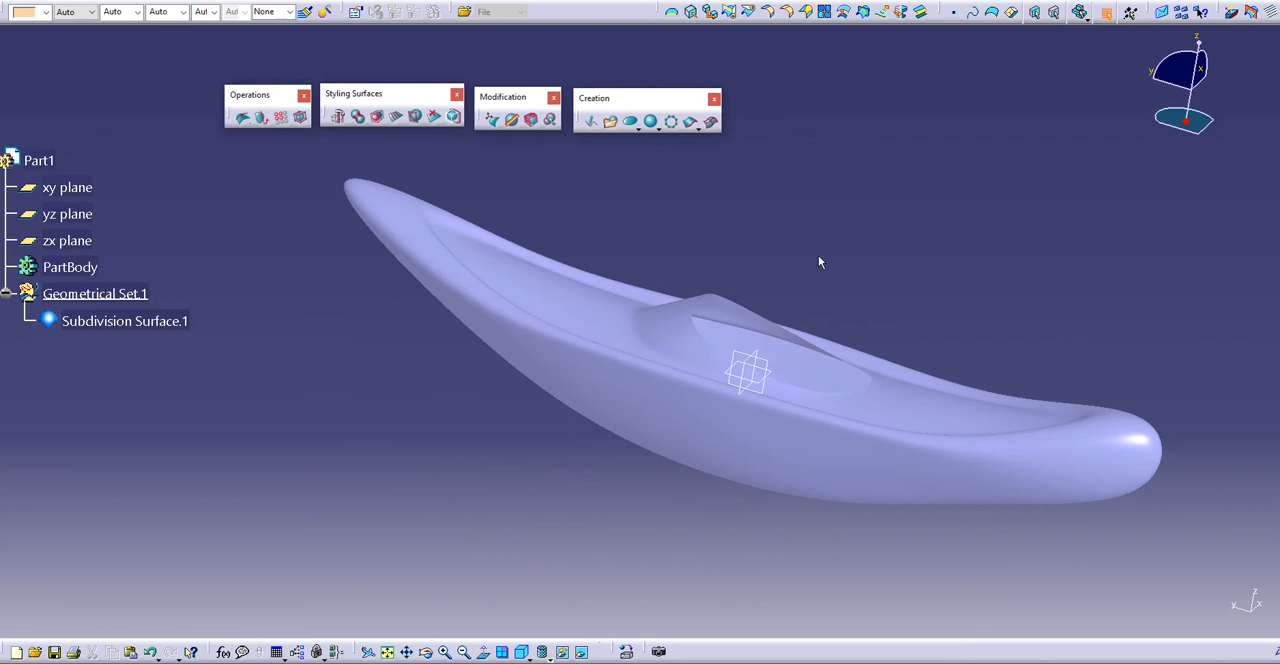 Auto Auto Auto Aul Aut None File
Operations Styling Surfaces Modification Creation
Part1
xy plane
yz plane
zx plane
PartBody
Geometrical Set.1
Subdivision Surface.1
z
y x
f(x)
z
y x